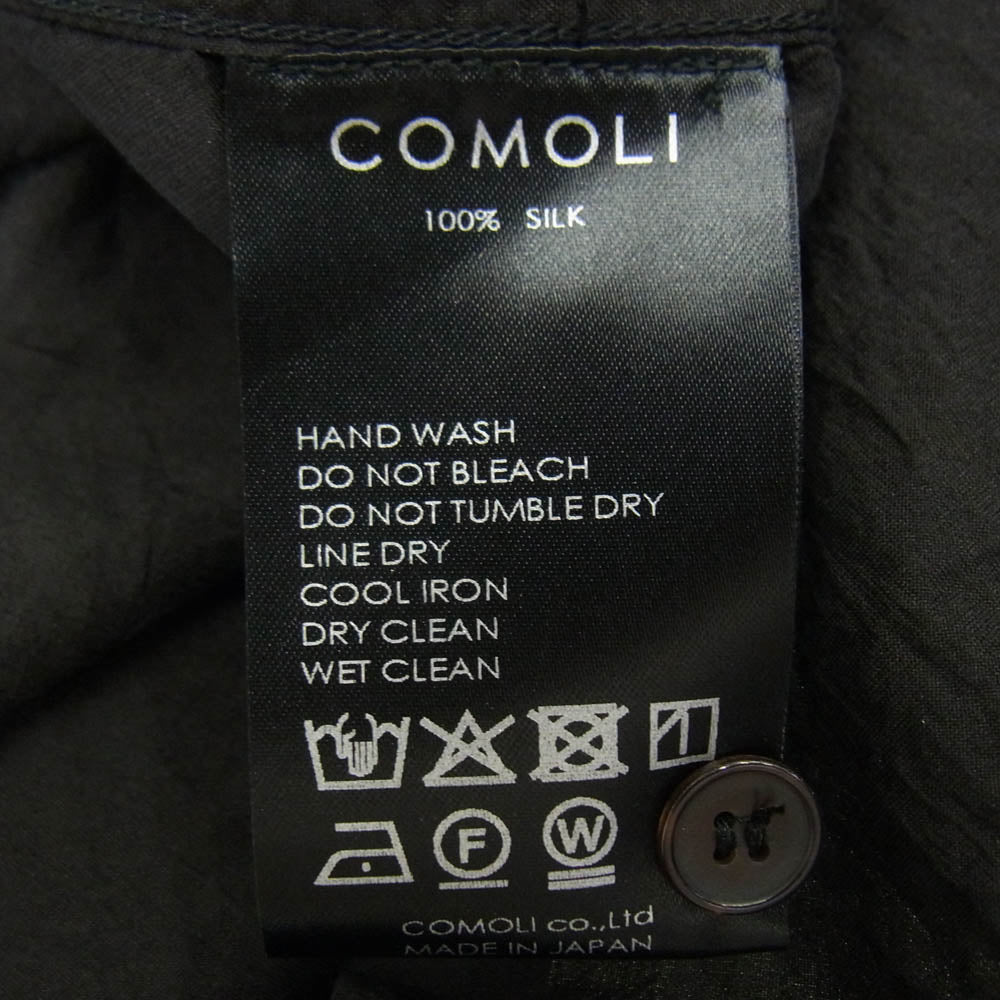 COMOLI
100% SILK
HAND WASH
DO NOT BLEACH
DO NOT TUMBLE DRY
LINE DRY
COOL IRON
DRY CLEAN
WET CLEAN
F W
COMOLI co.,Ltd
MADE IN JAPAN